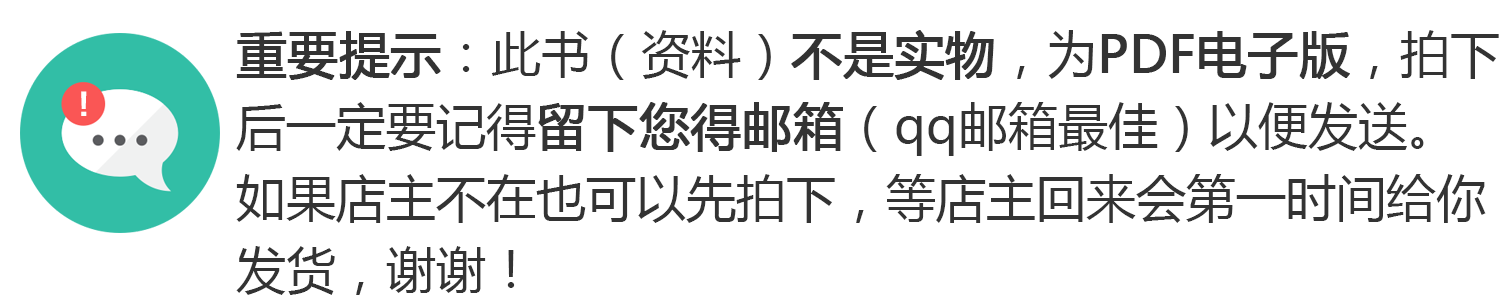 重要提示：此书（资料）不是实物，为PDF电子版，拍下
后一定要记得留下您得邮箱（qq邮箱最佳）以便发送。
如果店主不在也可以先拍下，等店主回来会第一时间给你
发货，谢谢！